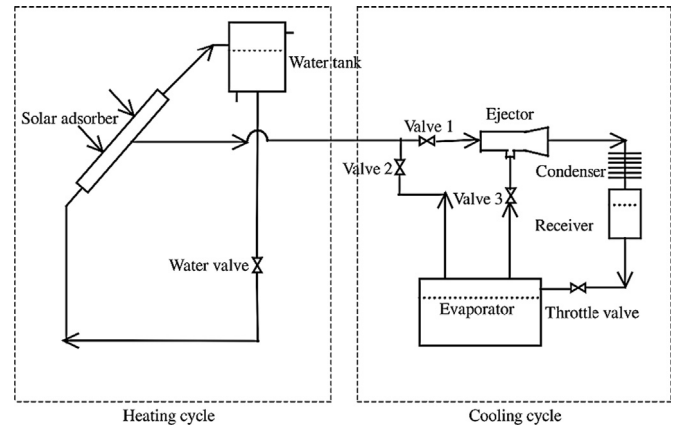 Water tank
Solar adsorber
Ejector
Valve 1
Valve 2
Condenser
Valve 3
Receiver
Water valve
Evaporator
Throttle valve
Heating cycle
Cooling cycle